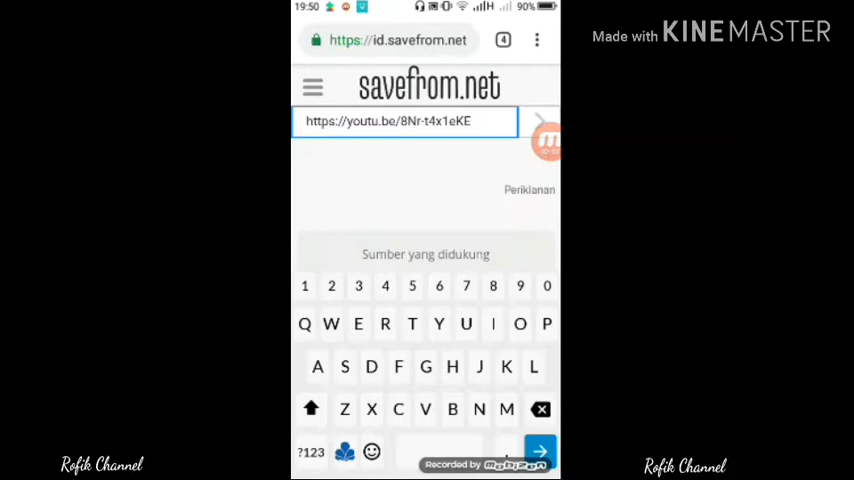 19:50 90%
Made with KINEMASTER
https://id.savefrom.net 4
savefrom.net
https://youtu.be/8Nr-t4x1eKE
Periklanan
Sumber yang didukung
1 2 3 4 5 6 7 8 9 0
Q W E R T Y U I O P
A S D F G H J K L
Z X C V B N M
?123
Recorded by mobizen
Rofik Channel
Rofik Channel